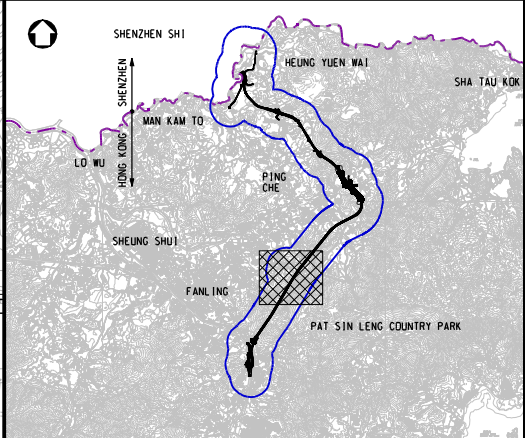 SHENZHEN SHI
HEUNG YUEN WAI
SHA TAU KOK
SHENZHEN
MAN KAM TO
LO WU
HONG KONG
PING
CHE
SHEUNG SHUI
FANLING
PAT SIN LENG COUNTRY PARK